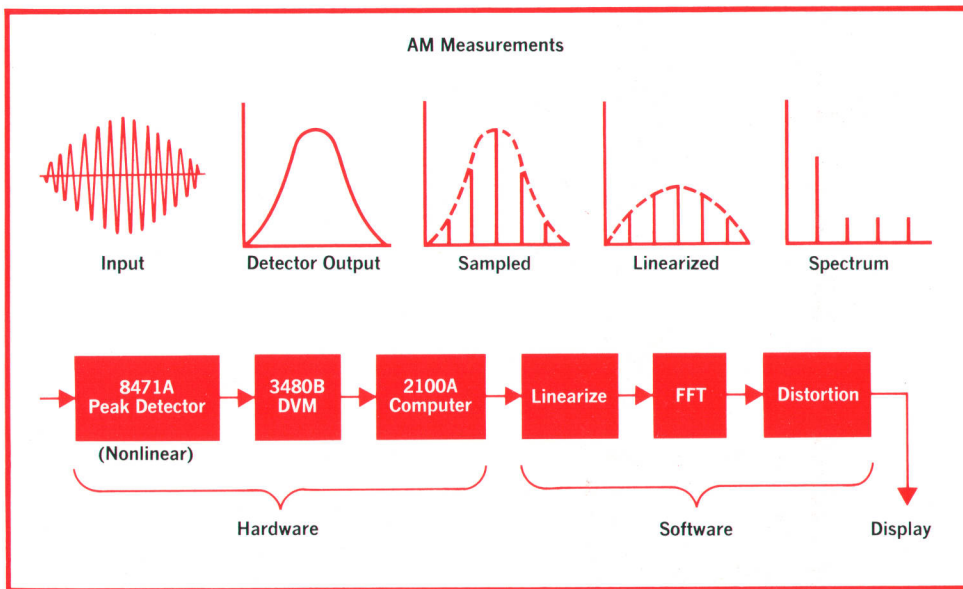 AM Measurements
Input
Detector Output
Sampled
Linearized
Spectrum
8471A
Peak Detector
(Nonlinear)
3480B
DVM
2100A
Computer
Linearize
FFT
Distortion
Hardware
Software
Display